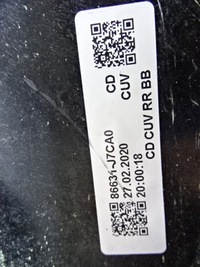 CD
CUV
86631-J7CA0
27.02.2020
20:00:18
CD CUV RR BB